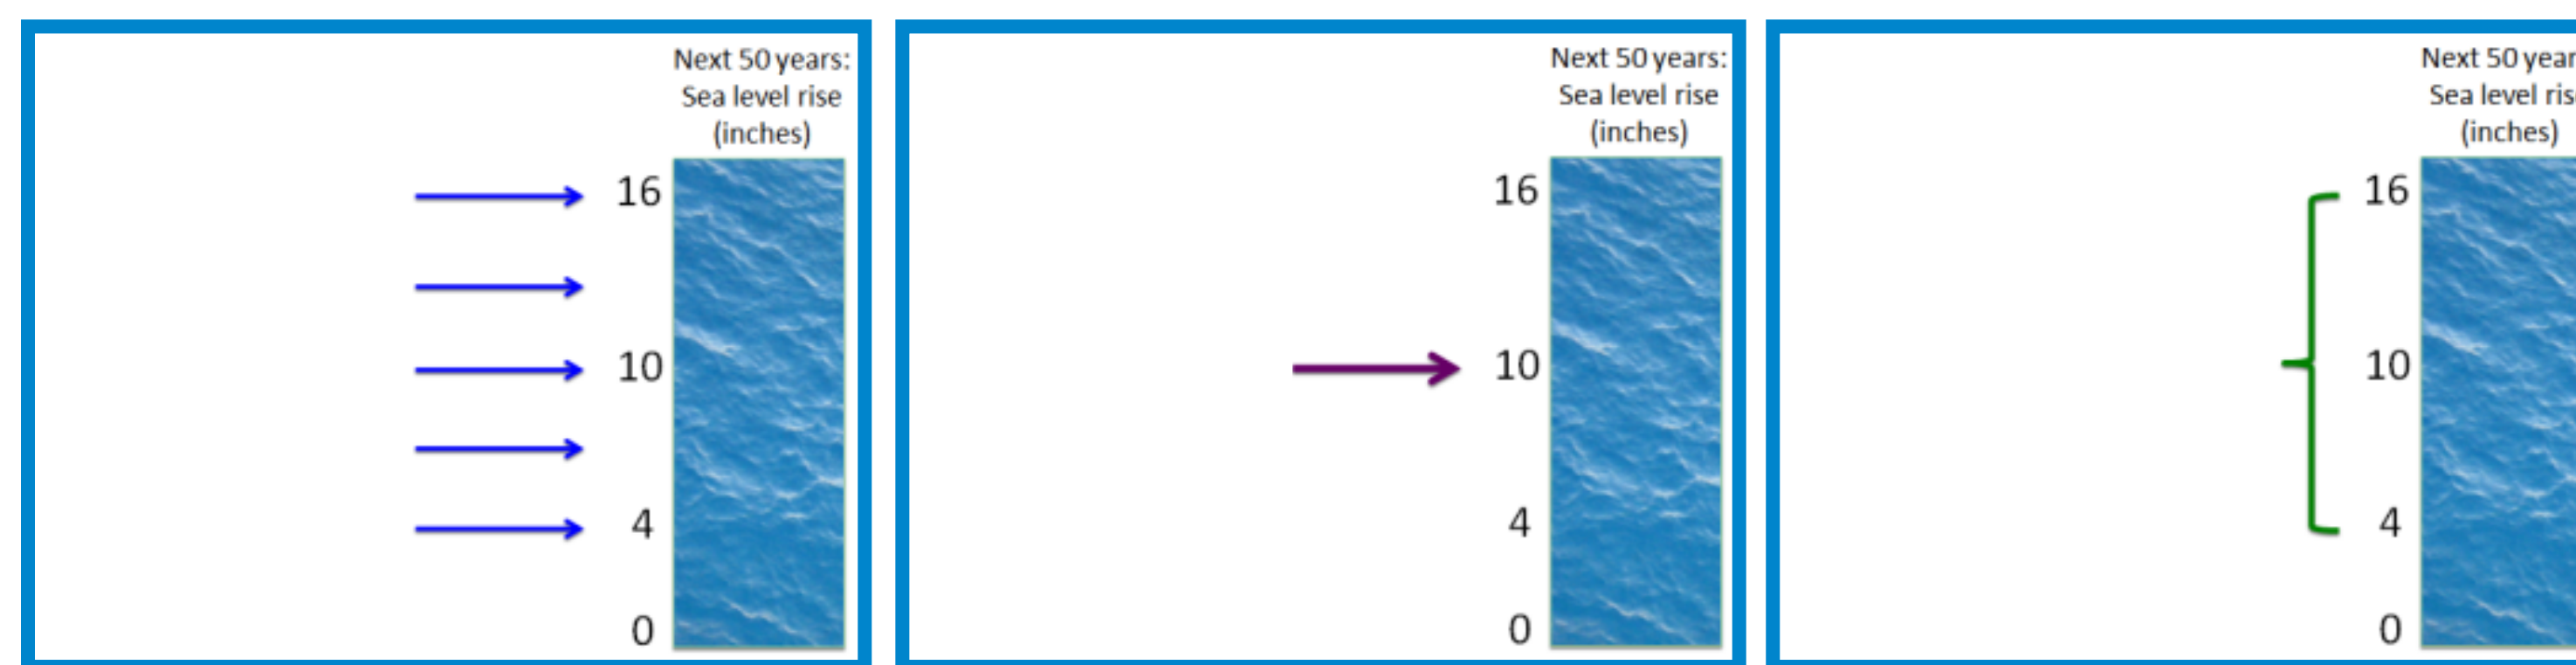 Next 50 years:
Sea level rise
(inches)
16
10
4
0
Next 50 years:
Sea level rise
(inches)
16
10
4
0
Next 50 year
Sea level ris
(inches)
16
10
4
0